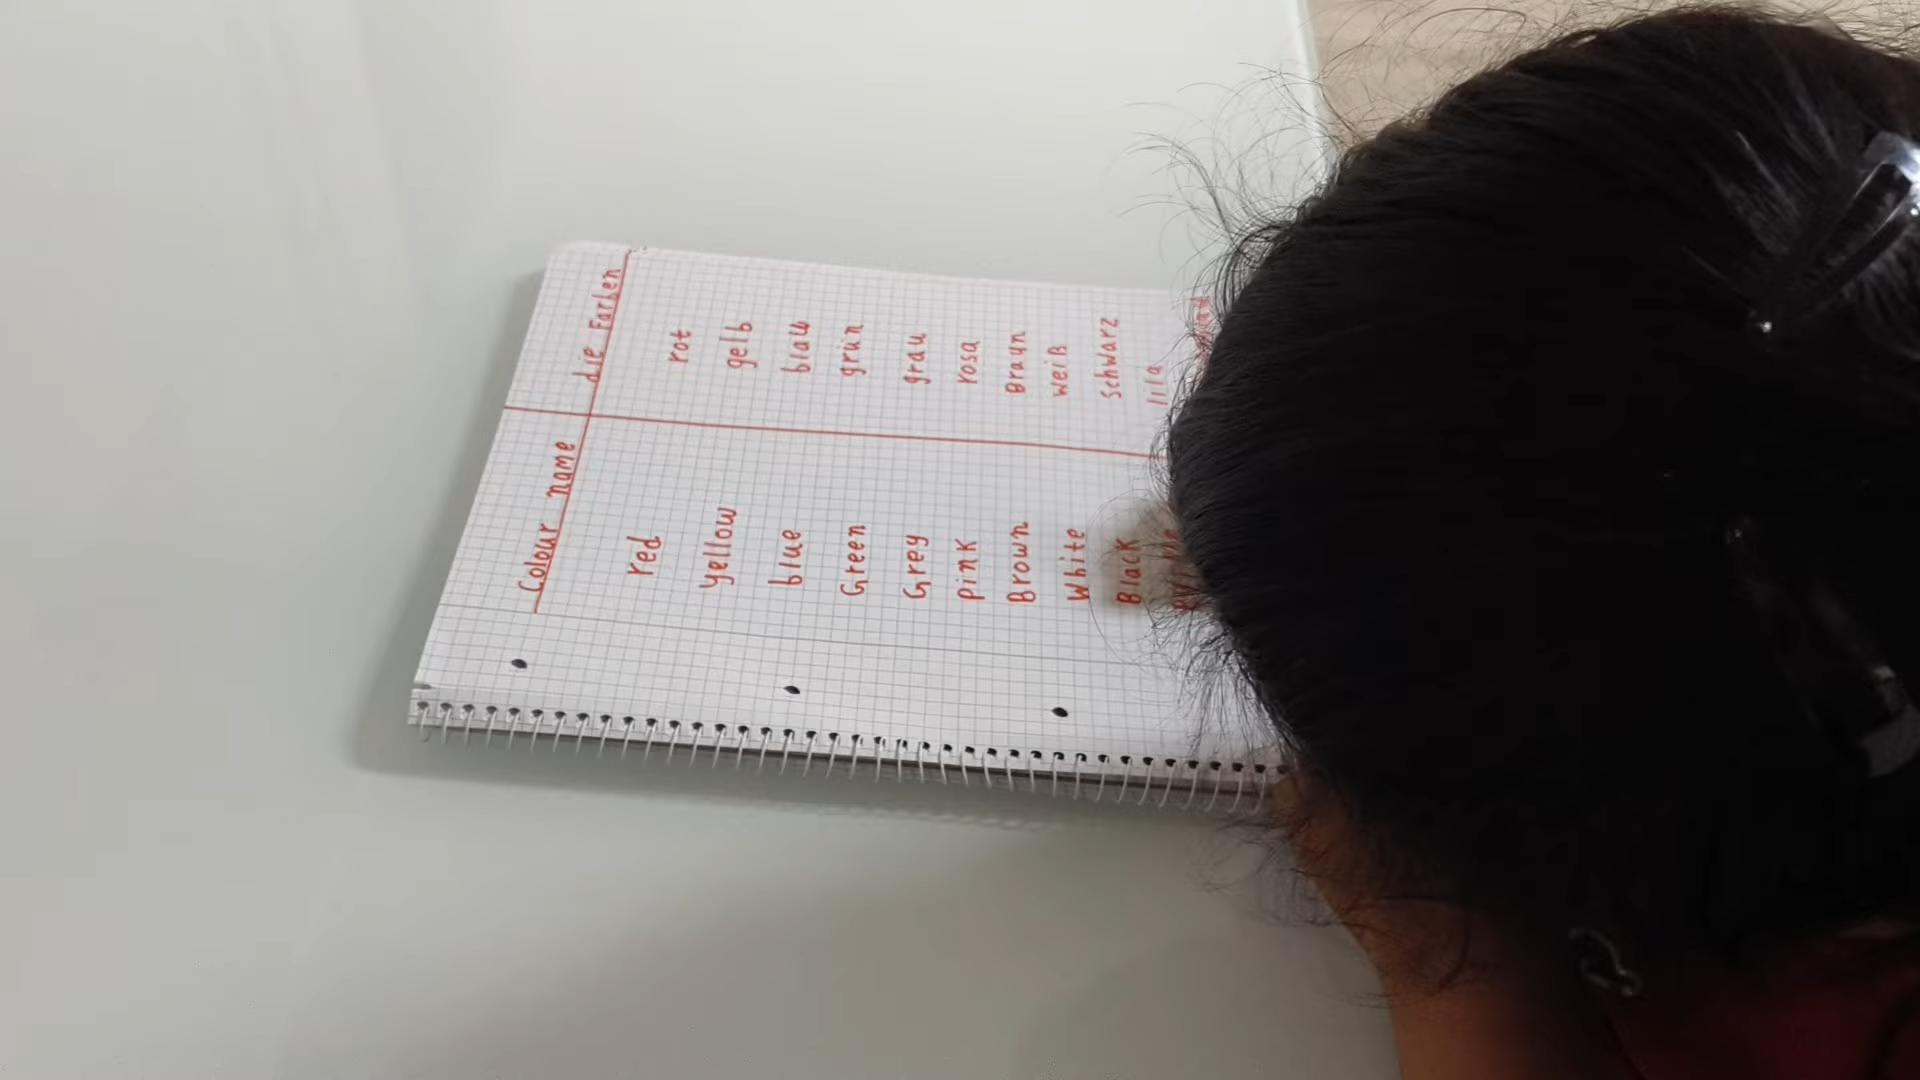 Colour name die Farben
red rot
yellow gelb
blue blau
Green grün
Grey grau
pink rosa
Brown Braun
White weiß
Black schwarz
lila